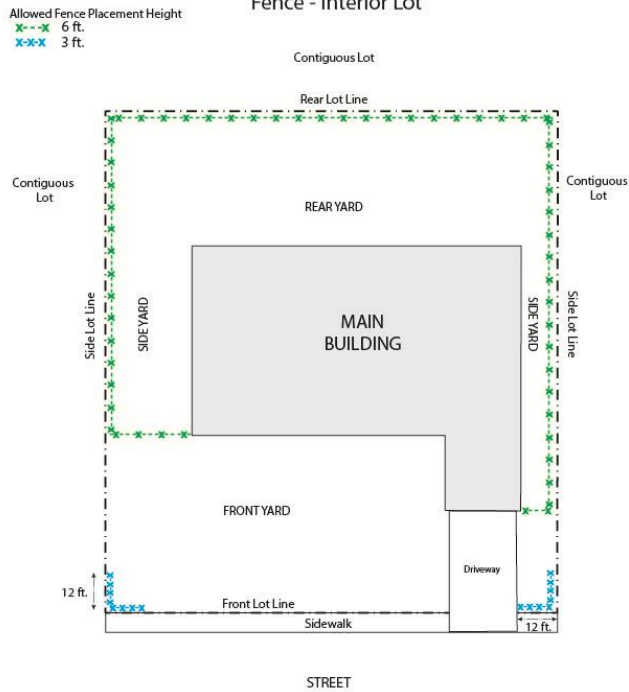 Fence - Interior Lot
Allowed Fence Placement Height
x---x 6 ft.
x-x-x 3 ft.
Contiguous Lot
Rear Lot Line
Contiguous
Lot
Contiguous
Lot
REAR YARD
Side Lot Line
SIDEYARD
MAIN
BUILDING
SIDE YARD
Side Lot Line
FRONT YARD
Driveway
12 ft.
Front Lot Line
Sidewalk
12 ft.
STREET